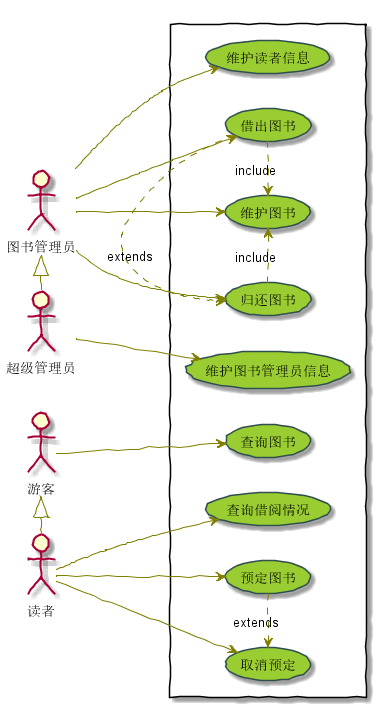 维护读者信息
借出图书
include
维护图书
图书管理员
extends
include
归还图书
超级管理员
维护图书管理员信息
查询图书
游客
查询借阅情况
预定图书
读者
extends
取消预定